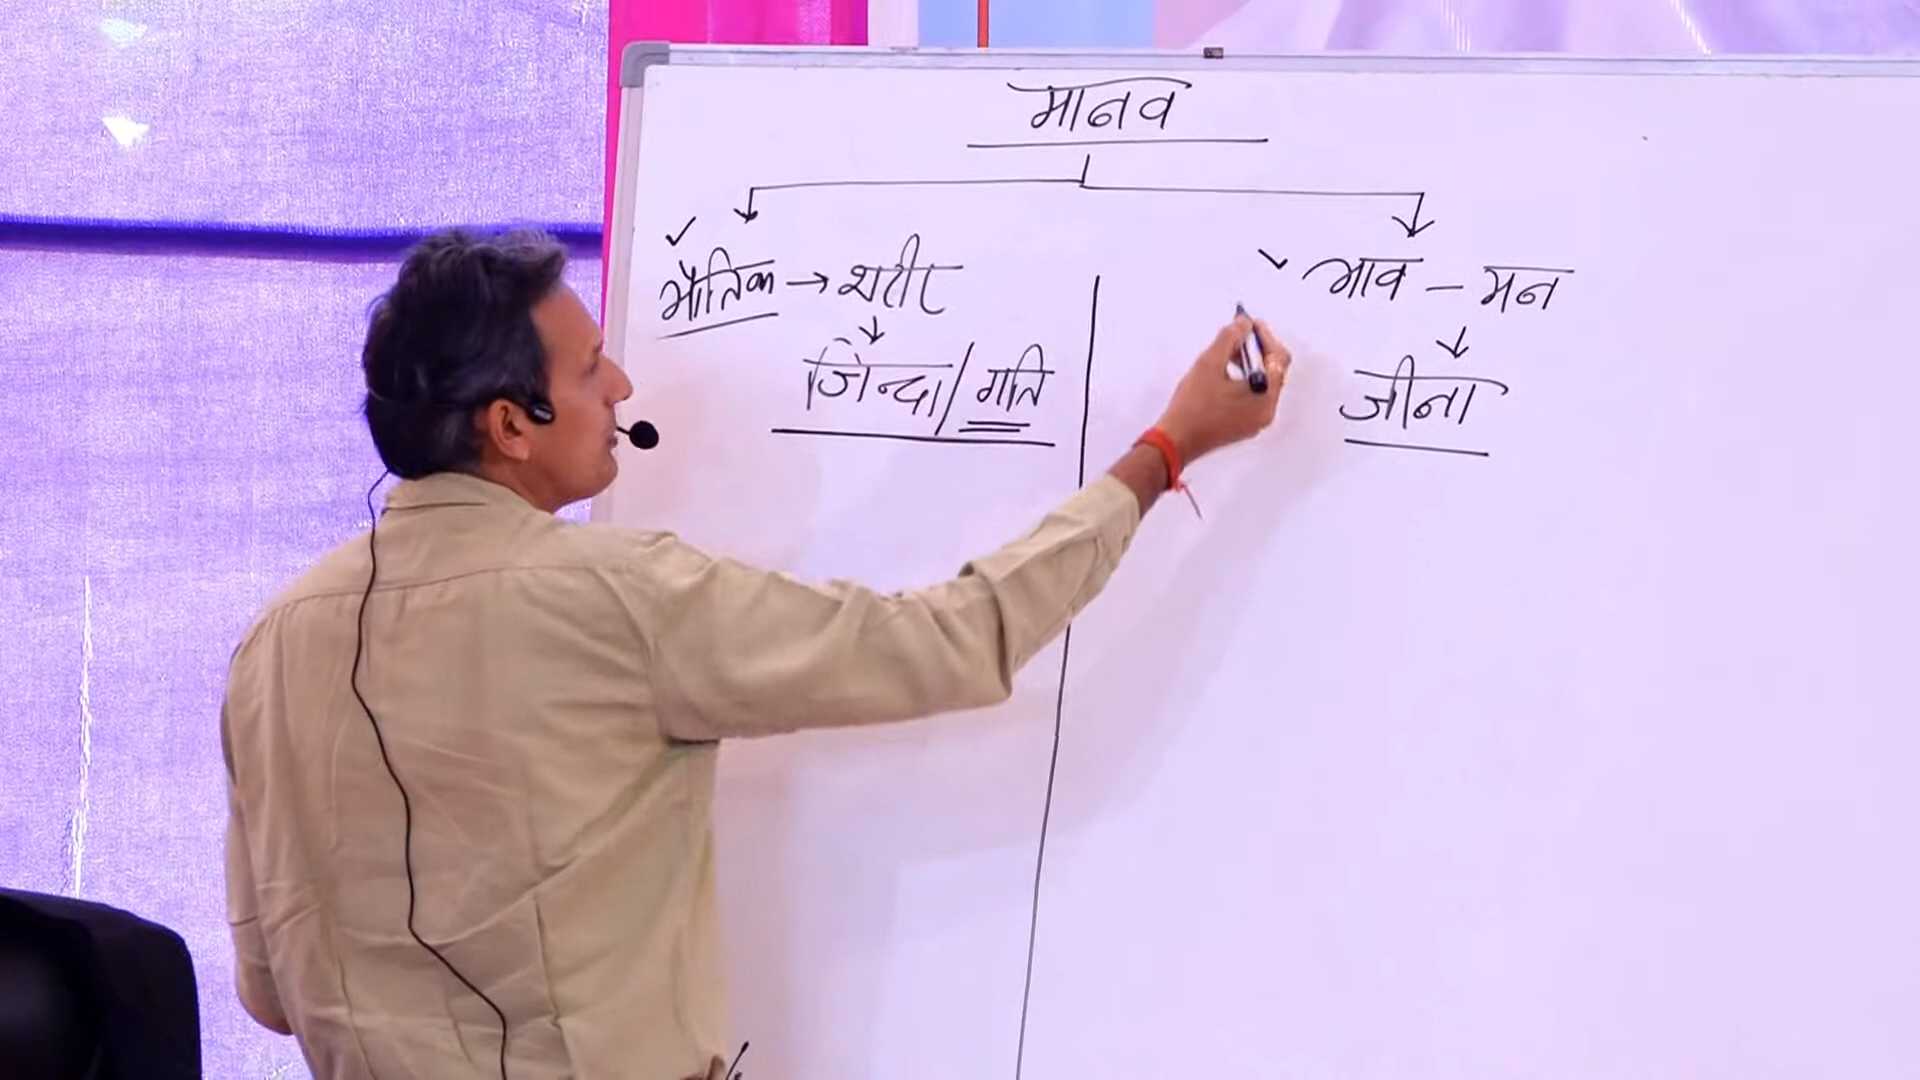 मानव
भौतिक → शरीर
भाव - मन
जिन्दा / गति
जीना